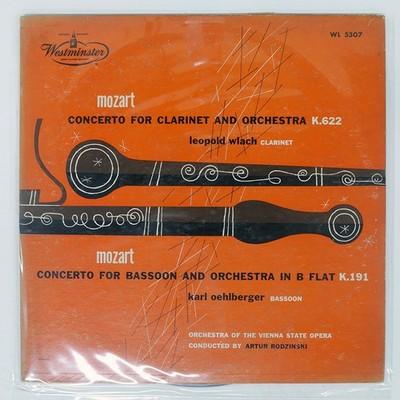 Westminster
WL 5307
mozart
CONCERTO FOR CLARINET AND ORCHESTRA K.622
leopold wlach CLARINET
mozart
CONCERTO FOR BASSOON AND ORCHESTRA IN B FLAT K.191
karl oehlberger BASSOON
ORCHESTRA OF THE VIENNA STATE OPERA
CONDUCTED BY ARTUR RODZINSKI